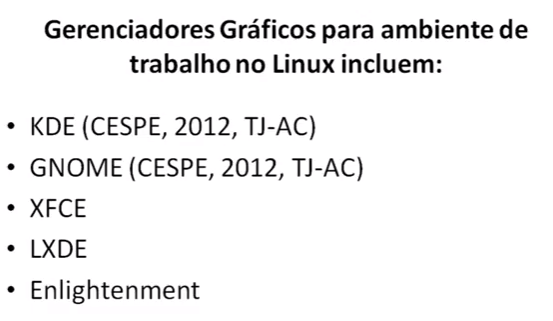 Gerenciadores Gráficos para ambiente de
trabalho no Linux incluem:
• KDE (CESPE, 2012, TJ-AC)
• GNOME (CESPE, 2012, TJ-AC)
• XFCE
• LXDE
• Enlightenment